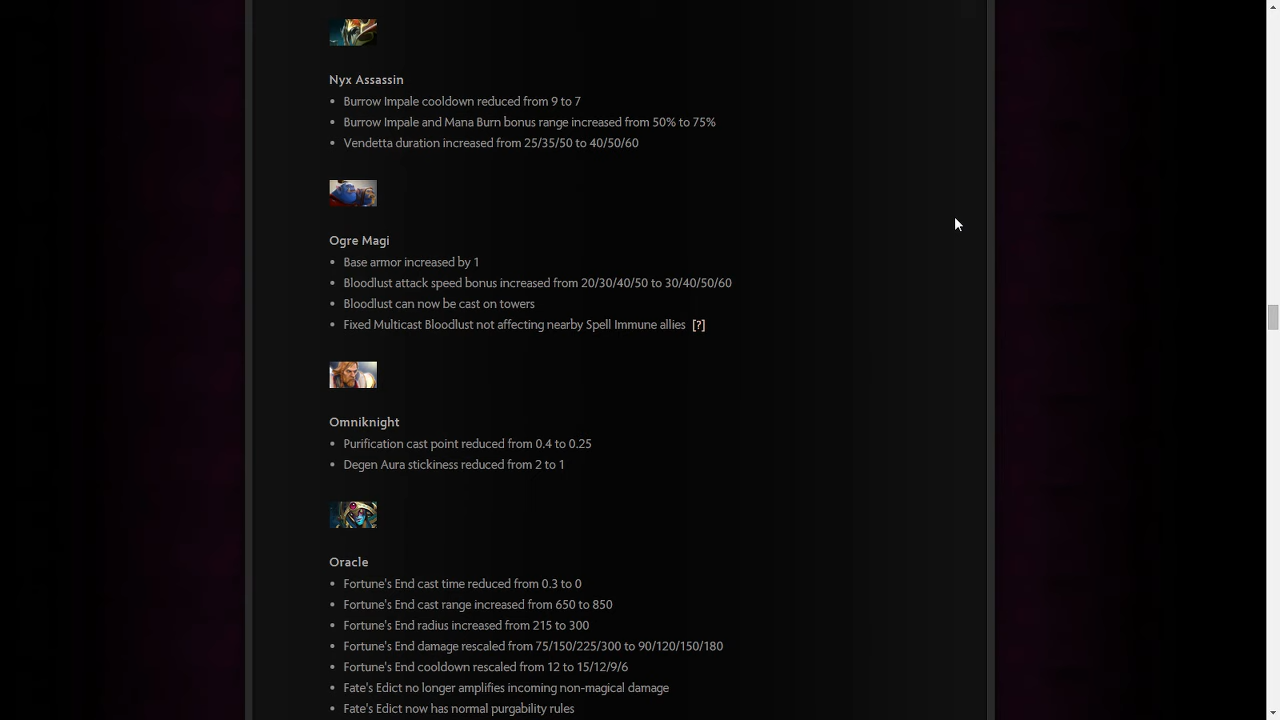 Nyx Assassin
• Burrow Impale cooldown reduced from 9 to 7
• Burrow Impale and Mana Burn bonus range increased from 50% to 75%
• Vendetta duration increased from 25/35/50 to 40/50/60
Ogre Magi
• Base armor increased by 1
• Bloodlust attack speed bonus increased from 20/30/40/50 to 30/40/50/60
• Bloodlust can now be cast on towers
• Fixed Multicast Bloodlust not affecting nearby Spell Immune allies [?]
Omniknight
• Purification cast point reduced from 0.4 to 0.25
• Degen Aura stickiness reduced from 2 to 1
Oracle
• Fortune's End cast time reduced from 0.3 to 0
• Fortune's End cast range increased from 650 to 850
• Fortune's End radius increased from 215 to 300
• Fortune's End damage rescaled from 75/150/225/300 to 90/120/150/180
• Fortune's End cooldown rescaled from 12 to 15/12/9/6
• Fate's Edict no longer amplifies incoming non-magical damage
• Fate's Edict now has normal purgability rules